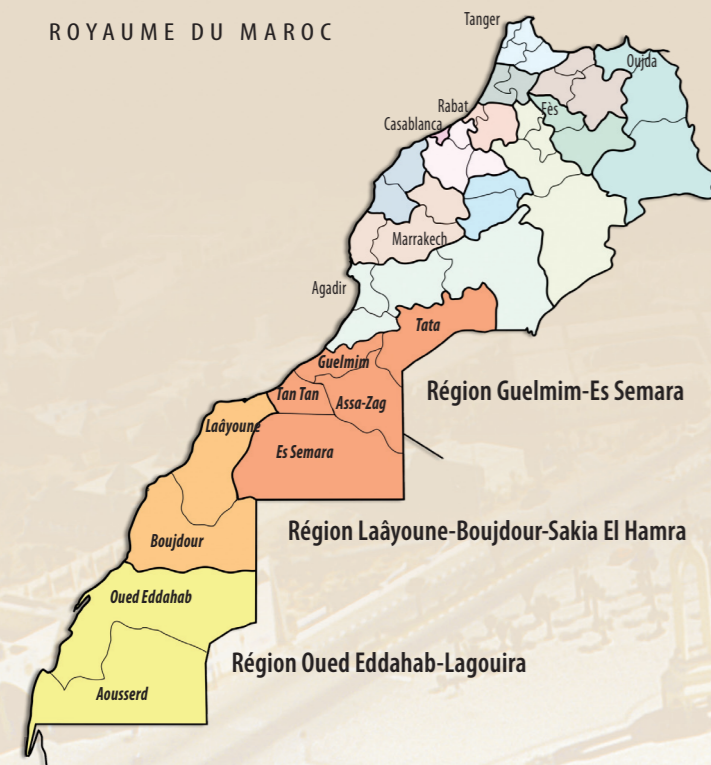 ROYAUME DU MAROC
Tanger
Oujda
Rabat
Fès
Casablanca
Marrakech
Agadir
Tata
Guelmim
Région Guelmim-Es Semara
Tan Tan
Assa-Zag
Laâyoune
Es Semara
Région Laâyoune-Boujdour-Sakia El Hamra
Boujdour
Oued Eddahab
Région Oued Eddahab-Lagouira
Aousserd